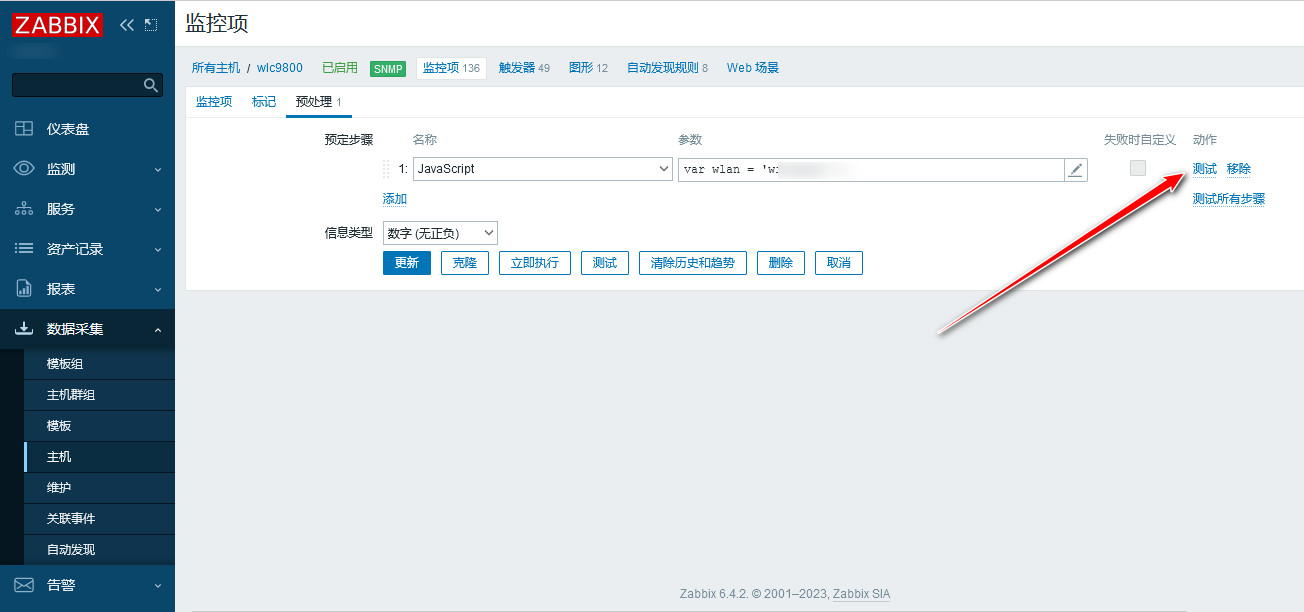 ZABBIX
监控项
所有主机 / wlc9800 已启用 SNMP 监控项 136 触发器 49 图形 12 自动发现规则 8 Web 场景
监控项 标记 预处理 1
预定步骤 名称 参数 失败时自定义 动作
1: JavaScript var wlan = 'wi 测试 移除
添加 测试所有步骤
信息类型 数字 (无正负)
更新 克隆 立即执行 测试 清除历史和趋势 删除 取消
仪表盘
监测
服务
资产记录
报表
数据采集
模板组
主机群组
模板
主机
维护
关联事件
自动发现
告警
Zabbix 6.4.2. © 2001–2023, Zabbix SIA